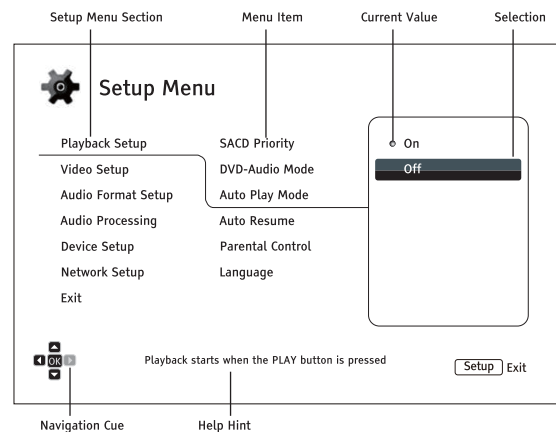 Setup Menu Section Menu Item Current Value Selection
Setup Menu
Playback Setup SACD Priority On
Video Setup DVD-Audio Mode Off
Audio Format Setup Auto Play Mode
Audio Processing Auto Resume
Device Setup Parental Control
Network Setup Language
Exit
OK Playback starts when the PLAY button is pressed Setup Exit
Navigation Cue Help Hint